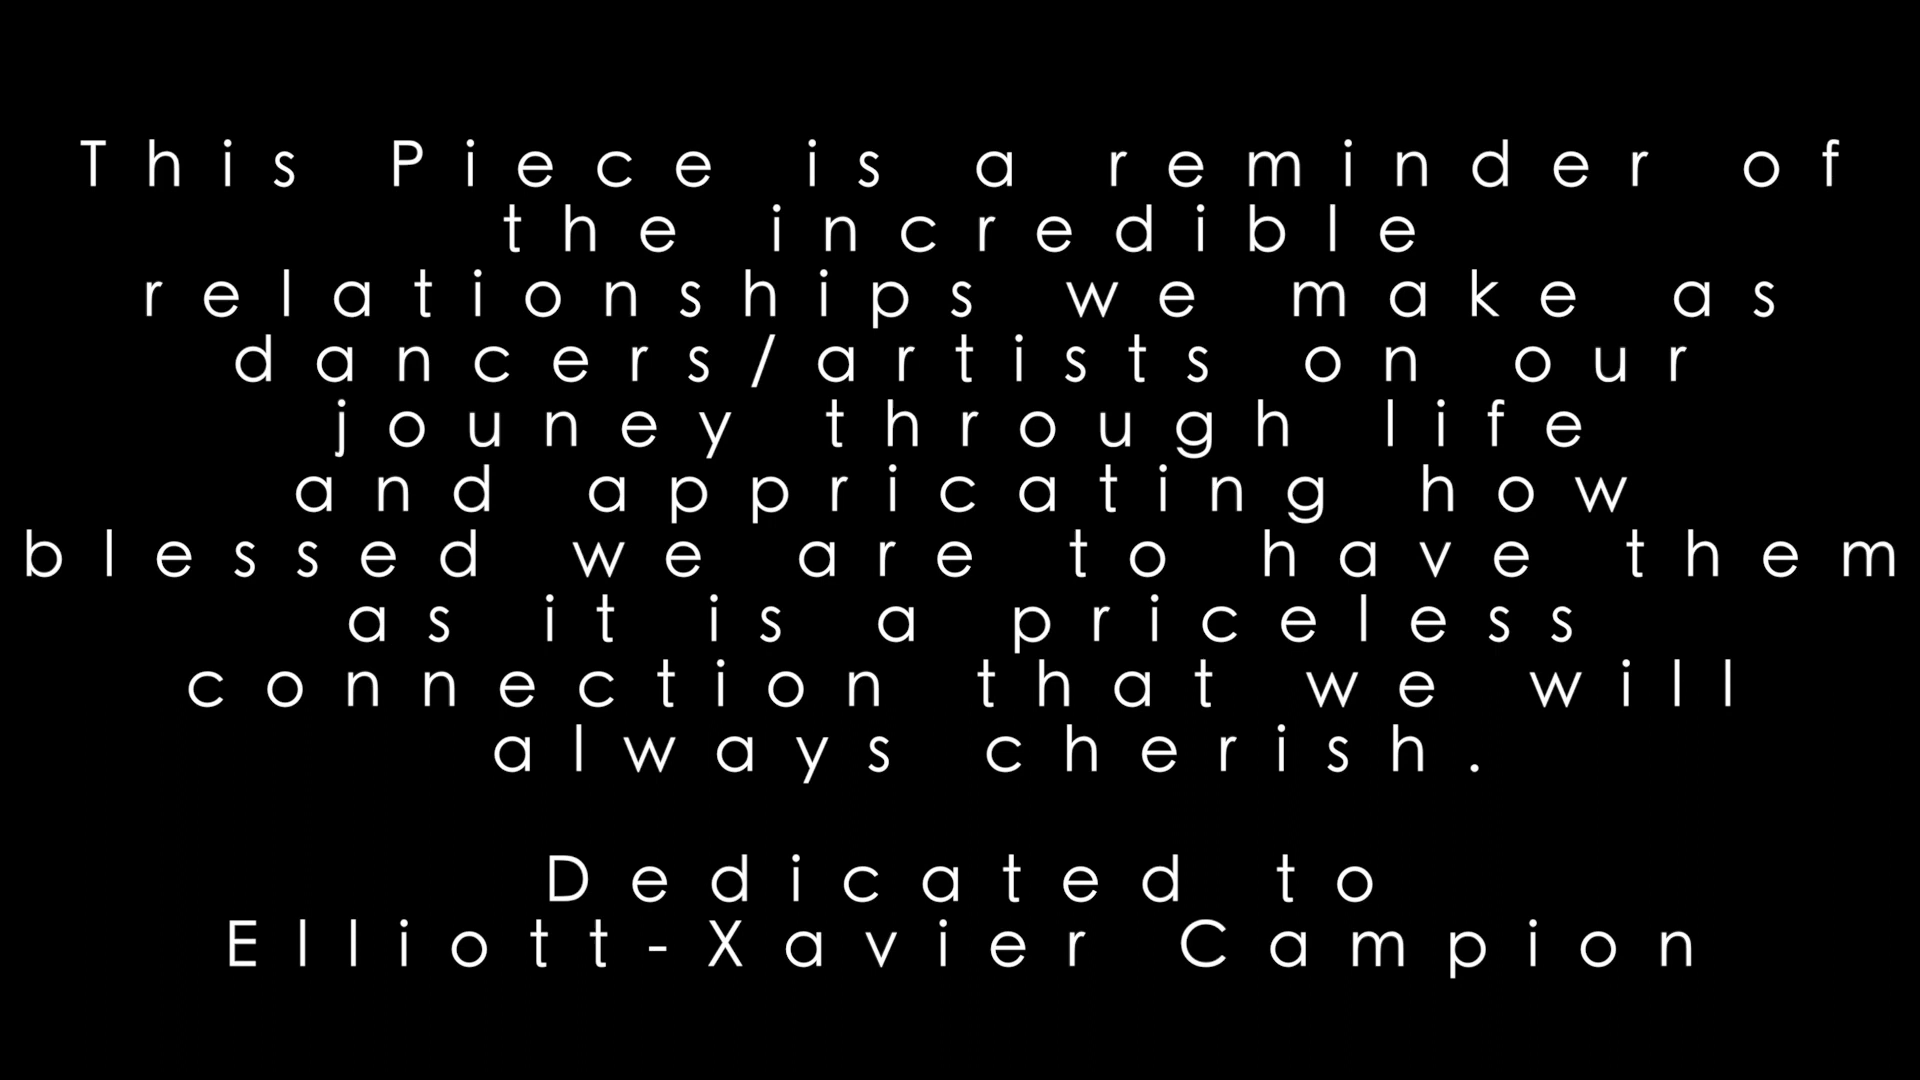 This Piece is a reminder of
the incredible
relationships we make as
dancers/artists on our
jouney through life
and appricating how
blessed we are to have them
as it is a priceless
connection that we will
always cherish.
Dedicated to
Elliott-Xavier Campion